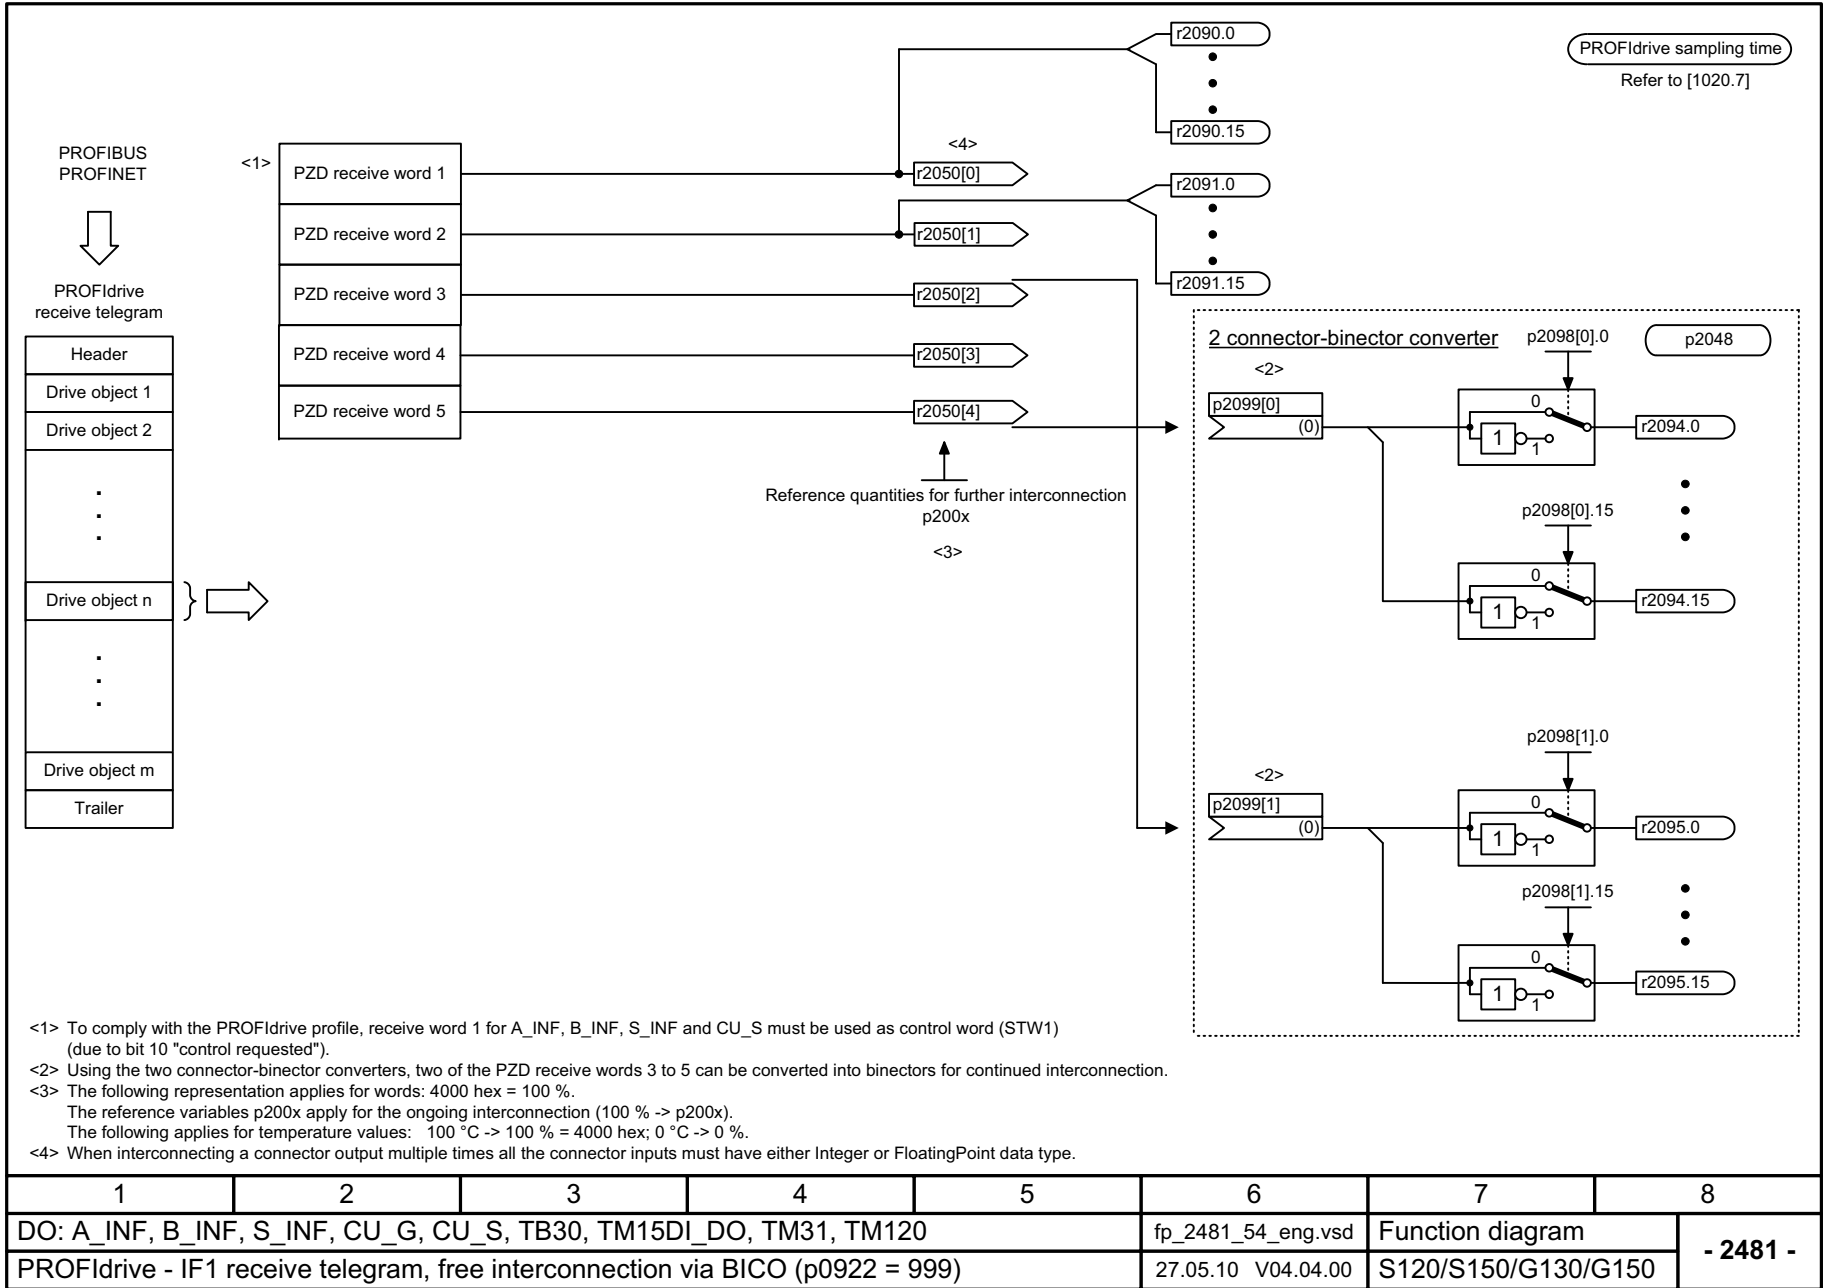 PROFIdrive sampling time
Refer to [1020.7]
r2090.0
r2090.15
PROFIBUS
PROFINET
<1>
PZD receive word 1
<4>
r2050[0]
r2091.0
PZD receive word 2
r2050[1]
r2091.15
PROFIdrive
receive telegram
PZD receive word 3
r2050[2]
Header
PZD receive word 4
r2050[3]
Drive object 1
PZD receive word 5
r2050[4]
Drive object 2
Reference quantities for further interconnection
p200x
<3>
Drive object n
Drive object m
Trailer
2 connector-binector converter
p2098[0].0
p2048
<2>
p2099[0]
(0)
0
1
1
r2094.0
p2098[0].15
0
1
1
r2094.15
p2098[1].0
<2>
p2099[1]
(0)
0
1
1
r2095.0
p2098[1].15
0
1
1
r2095.15
<1> To comply with the PROFIdrive profile, receive word 1 for A_INF, B_INF, S_INF and CU_S must be used as control word (STW1)
(due to bit 10 "control requested").
<2> Using the two connector-binector converters, two of the PZD receive words 3 to 5 can be converted into binectors for continued interconnection.
<3> The following representation applies for words: 4000 hex = 100 %.
The reference variables p200x apply for the ongoing interconnection (100 % -> p200x).
The following applies for temperature values: 100 °C -> 100 % = 4000 hex; 0 °C -> 0 %.
<4> When interconnecting a connector output multiple times all the connector inputs must have either Integer or FloatingPoint data type.
1 2 3 4 5 6 7 8
DO: A_INF, B_INF, S_INF, CU_G, CU_S, TB30, TM15DI_DO, TM31, TM120
fp_2481_54_eng.vsd
Function diagram
- 2481 -
PROFIdrive - IF1 receive telegram, free interconnection via BICO (p0922 = 999)
27.05.10 V04.04.00
S120/S150/G130/G150